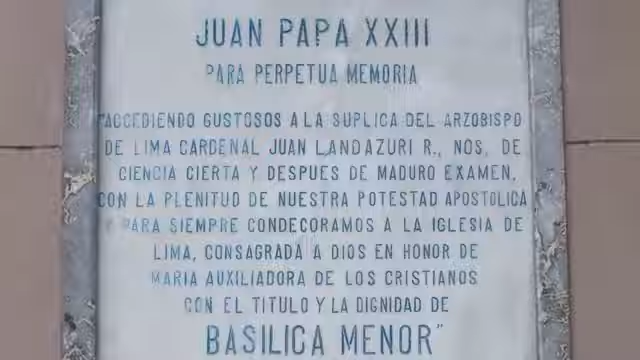 JUAN PAPA XXIII
PARA PERPETUA MEMORIA
"ACCEDIENDO GUSTOSOS A LA SUPLICA DEL ARZOBISPO
DE LIMA CARDENAL JUAN LANDAZURI R., NOS, DE
CIENCIA CIERTA Y DESPUES DE MADURO EXAMEN,
CON LA PLENITUD DE NUESTRA POTESTAD APOSTOLICA
Y PARA SIEMPRE CONDECORAMOS A LA IGLESIA DE
LIMA, CONSAGRADA A DIOS EN HONOR DE
MARIA AUXILIADORA DE LOS CRISTIANOS
CON EL TITULO Y LA DIGNIDAD DE
BASILICA MENOR"